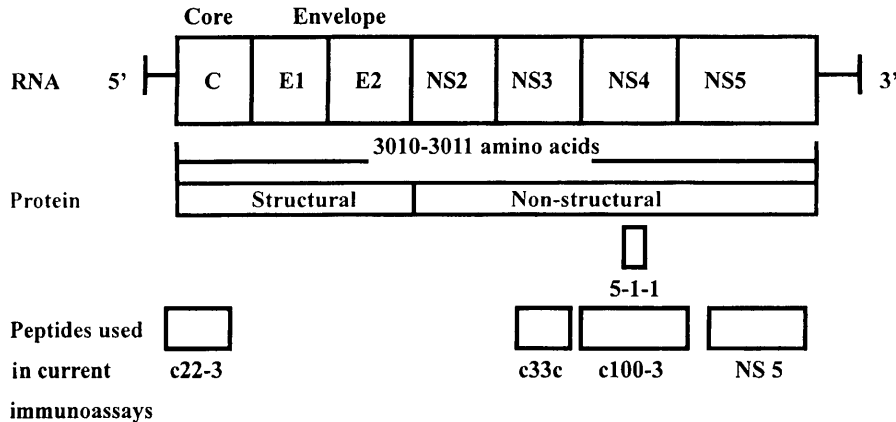 Core Envelope
RNA 5’ C E1 E2 NS2 NS3 NS4 NS5 3’
3010-3011 amino acids
Protein Structural Non-structural
5-1-1
Peptides used
in current c22-3 c33c c100-3 NS 5
immunoassays